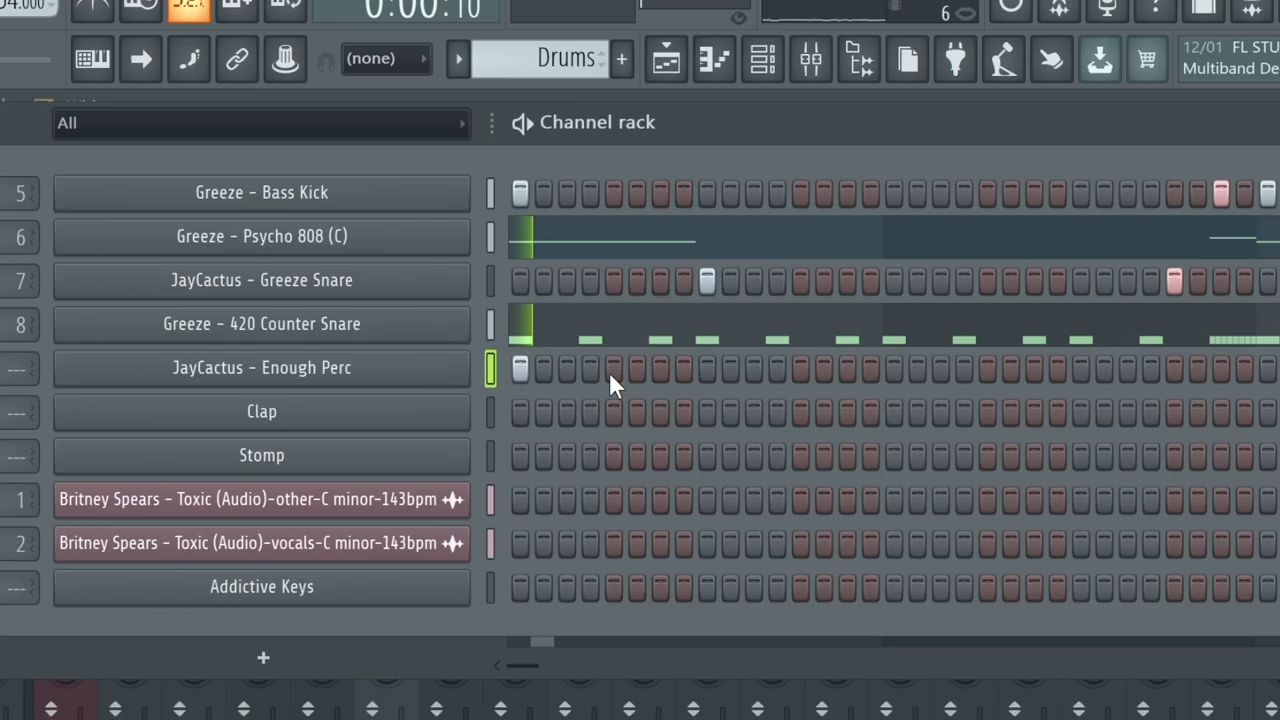 0:00:10
6
(none)
Drums
+
12/01 FL STU
Multiband De
All
Channel rack
5 Greeze - Bass Kick
6 Greeze - Psycho 808 (C)
7 JayCactus - Greeze Snare
8 Greeze - 420 Counter Snare
--- JayCactus - Enough Perc
--- Clap
--- Stomp
1 Britney Spears - Toxic (Audio)-other-C minor-143bpm
2 Britney Spears - Toxic (Audio)-vocals-C minor-143bpm
--- Addictive Keys
+